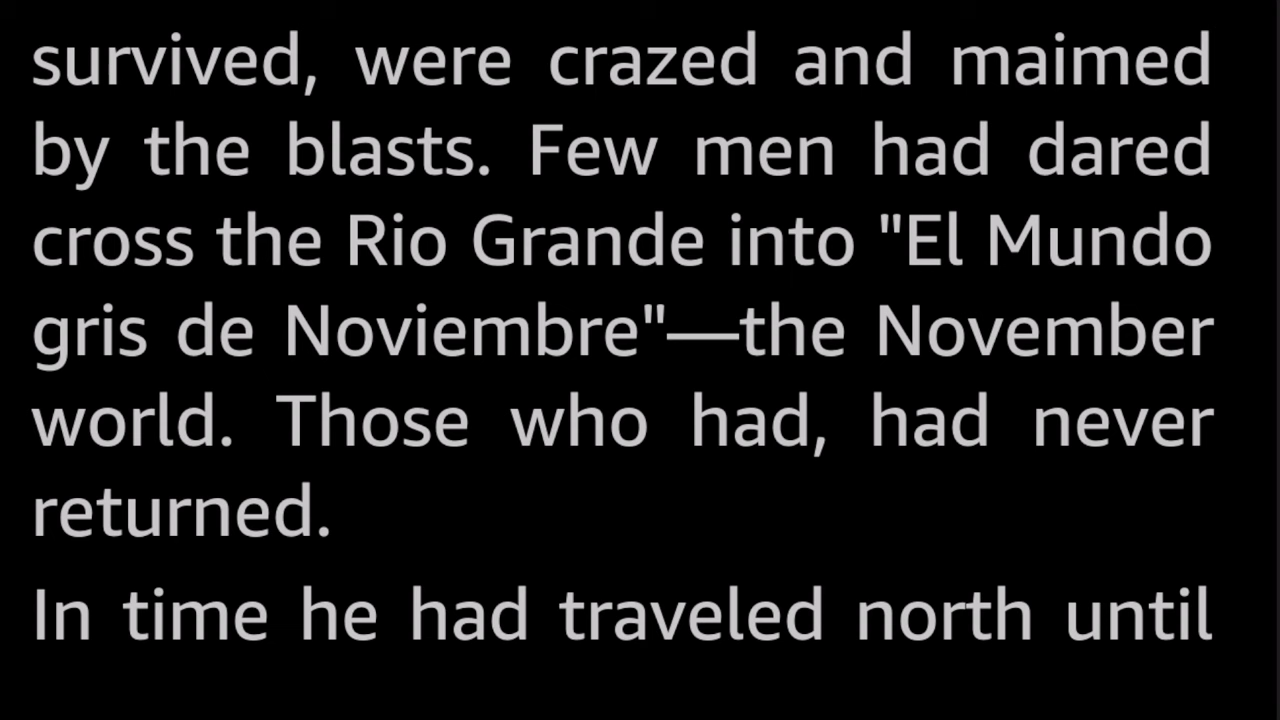 survived, were crazed and maimed
by the blasts. Few men had dared
cross the Rio Grande into "El Mundo
gris de Noviembre"—the November
world. Those who had, had never
returned.
In time he had traveled north until